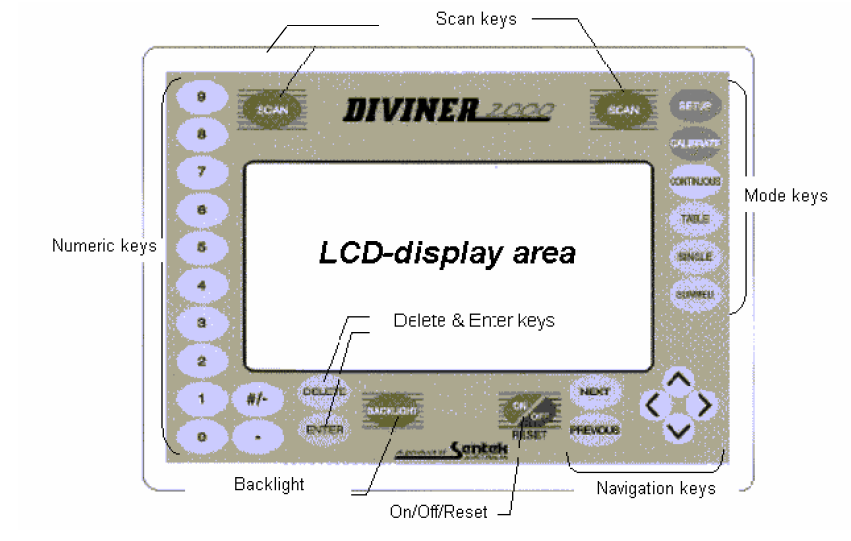 Scan keys
9
SCAN
DIVINER 2000
SCAN
SETUP
8
CALIBRATE
7
CONTINUOUS
Mode keys
6
TABLE
Numeric keys
5
LCD-display area
SINGLE
4
SUMMED
3
Delete & Enter keys
2
1
#/-
DELETE
BACKLIGHT
ON/OFF
NEXT
0
.
ENTER
RESET
PREVIOUS
A product of Sentek
Backlight
Navigation keys
On/Off/Reset